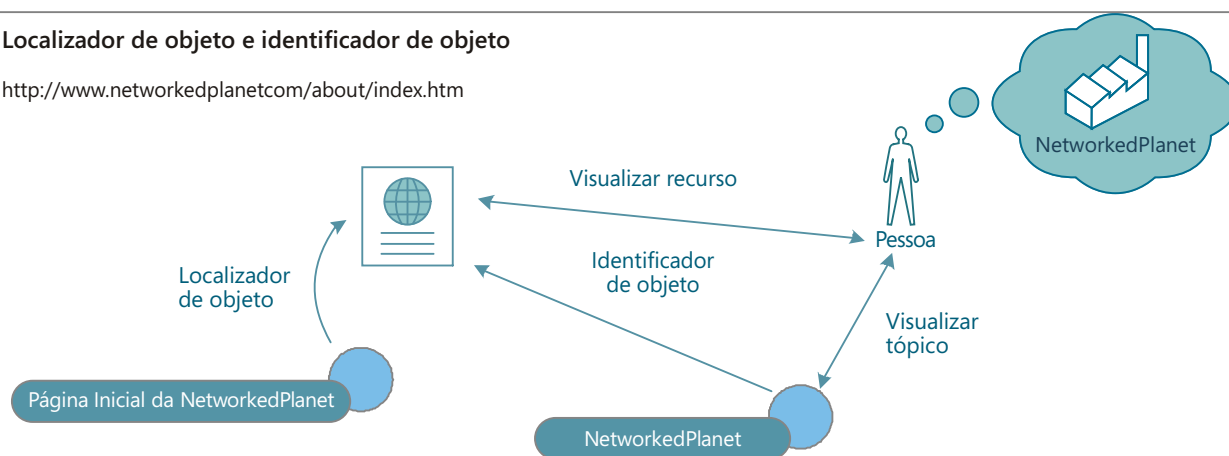 Localizador de objeto e identificador de objeto
http://www.networkedplanetcom/about/index.htm
NetworkedPlanet
Visualizar recurso
Pessoa
Identificador
de objeto
Localizador
de objeto
Visualizar
tópico
Página Inicial da NetworkedPlanet
NetworkedPlanet